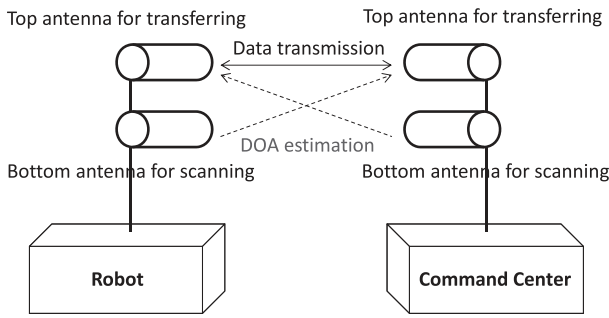 Top antenna for transferring
Top antenna for transferring
Data transmission
DOA estimation
Bottom antenna for scanning
Bottom antenna for scanning
Robot
Command Center